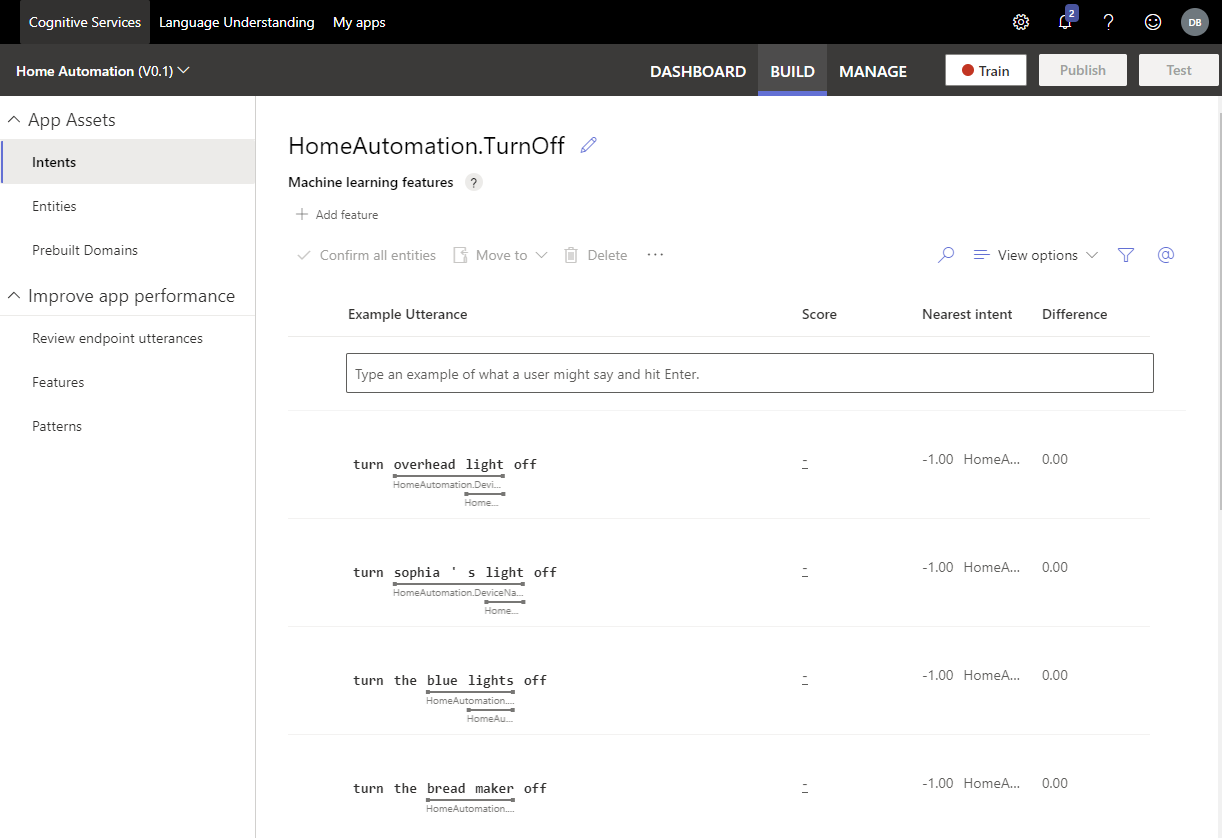 Cognitive Services Language Understanding My apps 2 ? DB
Home Automation (V0.1) DASHBOARD BUILD MANAGE Train Publish Test
App Assets
Intents
Entities
Prebuilt Domains
Improve app performance
Review endpoint utterances
Features
Patterns
HomeAutomation.TurnOff
Machine learning features ?
+ Add feature
Confirm all entities Move to Delete ... View options @
Example Utterance Score Nearest intent Difference
Type an example of what a user might say and hit Enter.
turn overhead light off - -1.00 HomeA... 0.00
HomeAutomation.Devi...
Home...
turn sophia ' s light off - -1.00 HomeA... 0.00
HomeAutomation.DeviceNa...
Home...
turn the blue lights off - -1.00 HomeA... 0.00
HomeAutomation....
HomeAu...
turn the bread maker off - -1.00 HomeA... 0.00
HomeAutomation....